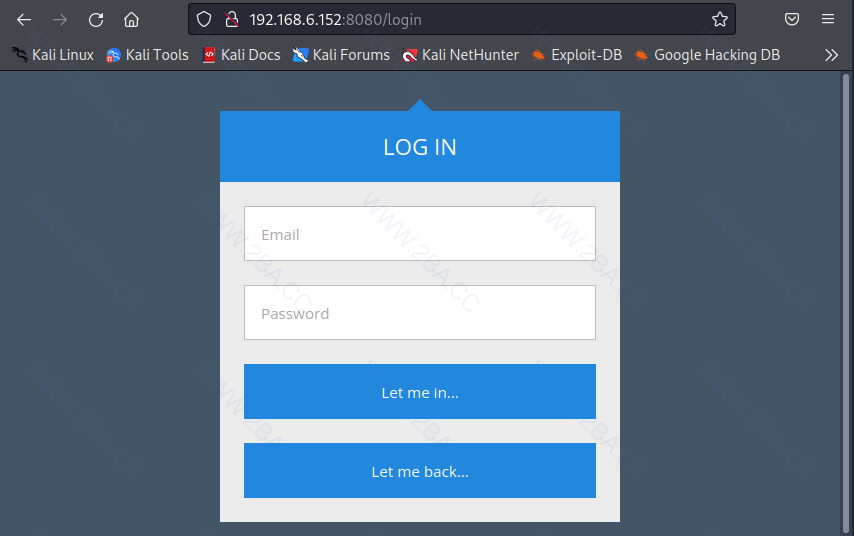 192.168.6.152:8080/login
Kali Linux Kali Tools Kali Docs Kali Forums Kali NetHunter Exploit-DB Google Hacking DB
LOG IN
Email
Password
Let me in...
Let me back...
WWW.2BA.CC